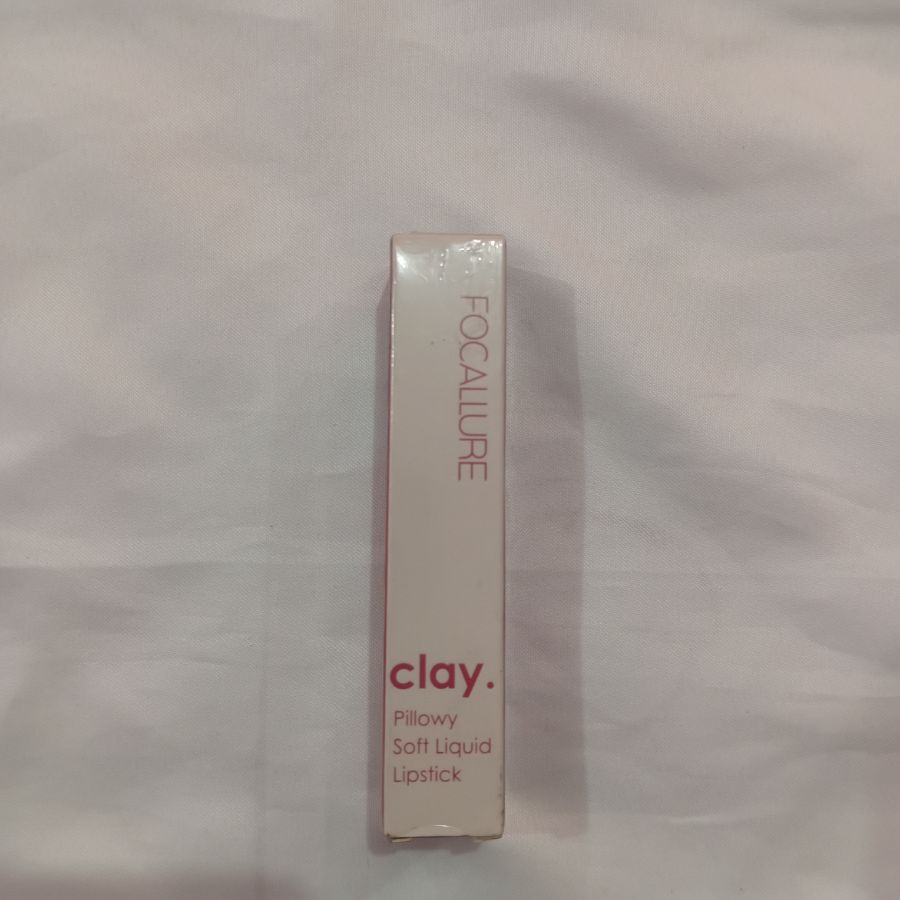 FOCALLURE
clay.
Pillowy
Soft Liquid
Lipstick